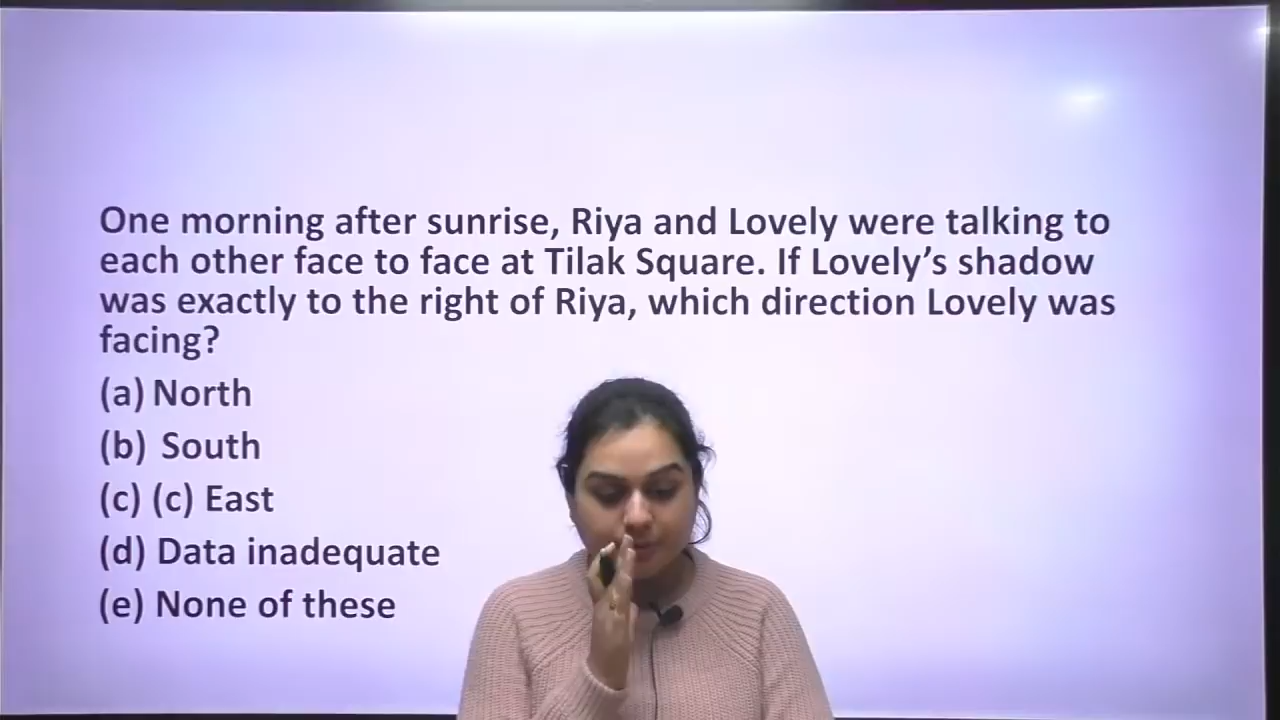 One morning after sunrise, Riya and Lovely were talking to
each other face to face at Tilak Square. If Lovely’s shadow
was exactly to the right of Riya, which direction Lovely was
facing?
(a) North
(b) South
(c) (c) East
(d) Data inadequate
(e) None of these